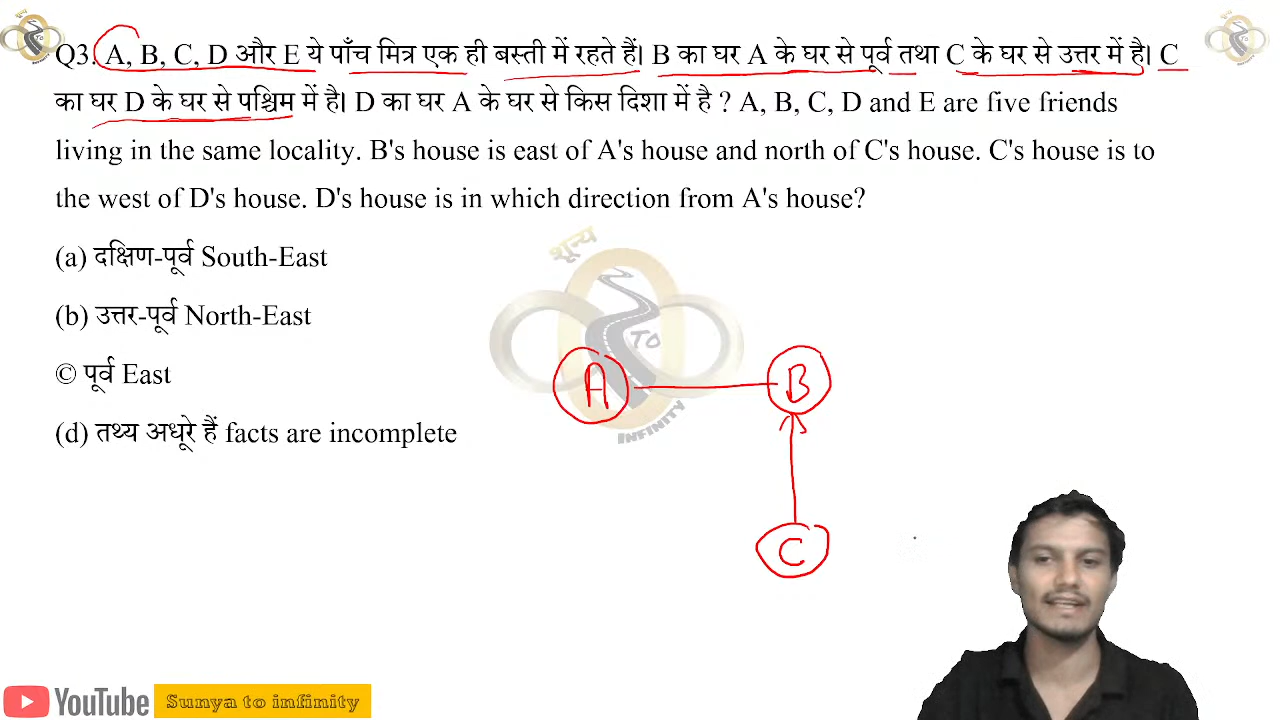 Q3. A, B, C, D और E ये पाँच मित्र एक ही बस्ती में रहते हैं। B का घर A के घर से पूर्व तथा C के घर से उत्तर में है। C
का घर D के घर से पश्चिम में है। D का घर A के घर से किस दिशा में है ? A, B, C, D and E are five friends
living in the same locality. B's house is east of A's house and north of C's house. C's house is to
the west of D's house. D's house is in which direction from A's house?
(a) दक्षिण-पूर्व South-East
(b) उत्तर-पूर्व North-East
© पूर्व East
(d) तथ्य अधूरे हैं facts are incomplete
शून्य
TO
INFINITY
A B
C
YouTube Sunya to infinity